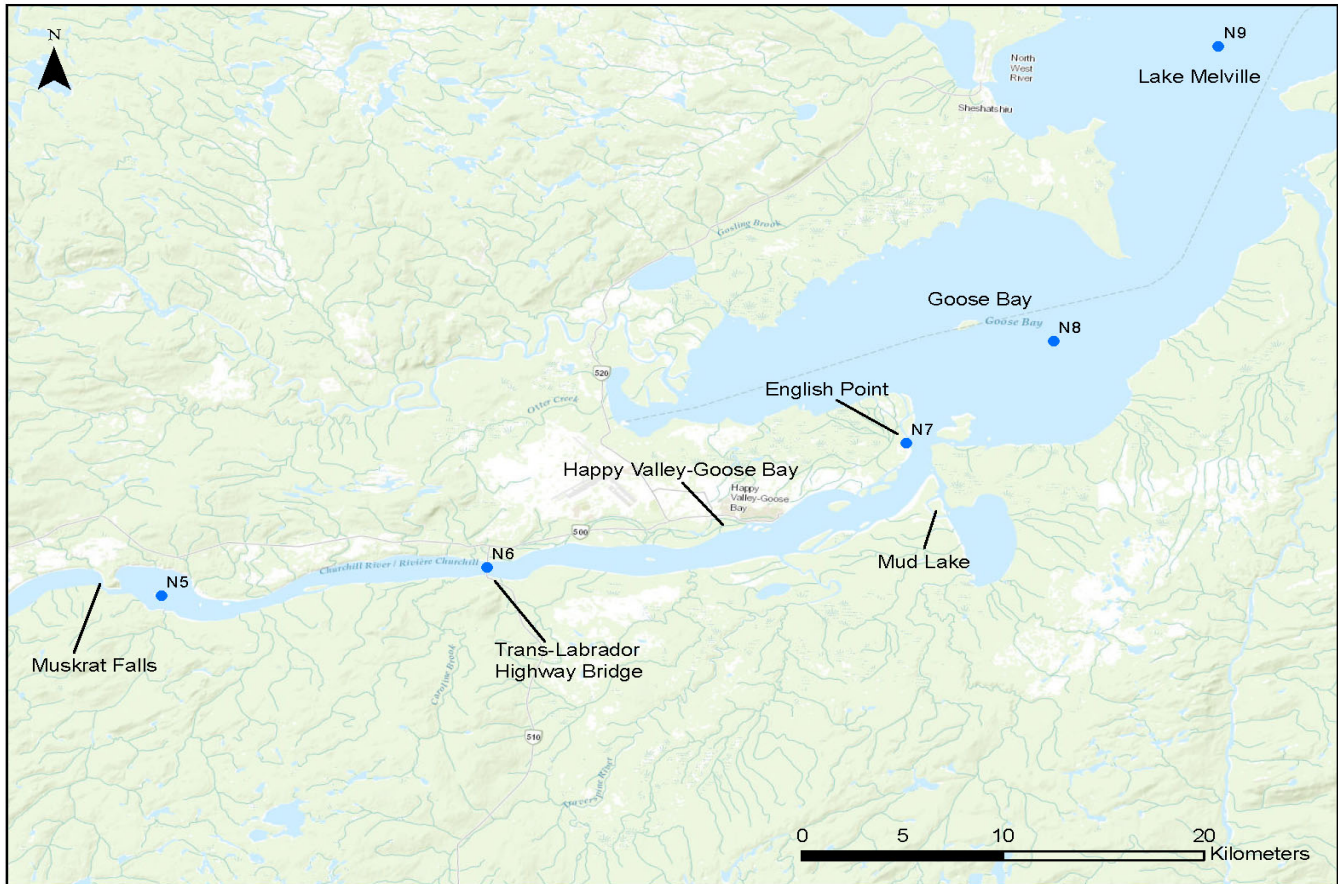 N
N9
North
West
River
Lake Melville
Sheshatshiu
Gosling Brook
Goose Bay
Goose Bay
N8
520
English Point
Otter Creek
N7
Happy Valley-Goose Bay
Happy
Valley-Goose
Bay
500
Mud Lake
Churchill River / Rivière Churchill
N6
N5
Muskrat Falls
Trans-Labrador
Highway Bridge
Caroline Brook
510
0 5 10 20
Kilometers